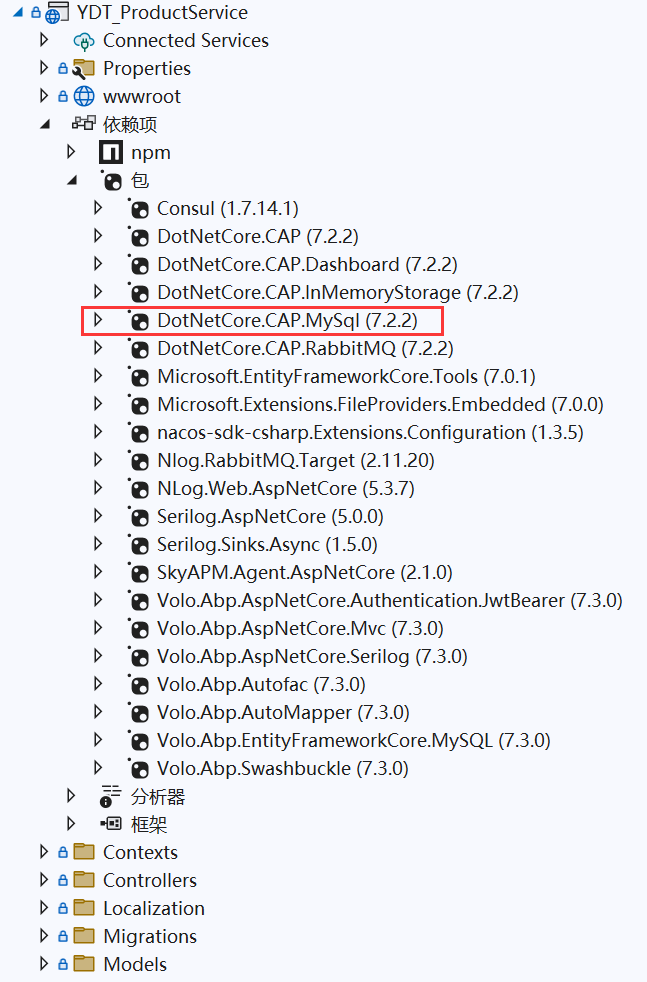 YDT_ProductService
Connected Services
Properties
wwwroot
依赖项
npm
包
Consul (1.7.14.1)
DotNetCore.CAP (7.2.2)
DotNetCore.CAP.Dashboard (7.2.2)
DotNetCore.CAP.InMemoryStorage (7.2.2)
DotNetCore.CAP.MySql (7.2.2)
DotNetCore.CAP.RabbitMQ (7.2.2)
Microsoft.EntityFrameworkCore.Tools (7.0.1)
Microsoft.Extensions.FileProviders.Embedded (7.0.0)
nacos-sdk-csharp.Extensions.Configuration (1.3.5)
Nlog.RabbitMQ.Target (2.11.20)
NLog.Web.AspNetCore (5.3.7)
Serilog.AspNetCore (5.0.0)
Serilog.Sinks.Async (1.5.0)
SkyAPM.Agent.AspNetCore (2.1.0)
Volo.Abp.AspNetCore.Authentication.JwtBearer (7.3.0)
Volo.Abp.AspNetCore.Mvc (7.3.0)
Volo.Abp.AspNetCore.Serilog (7.3.0)
Volo.Abp.Autofac (7.3.0)
Volo.Abp.AutoMapper (7.3.0)
Volo.Abp.EntityFrameworkCore.MySQL (7.3.0)
Volo.Abp.Swashbuckle (7.3.0)
分析器
框架
Contexts
Controllers
Localization
Migrations
Models